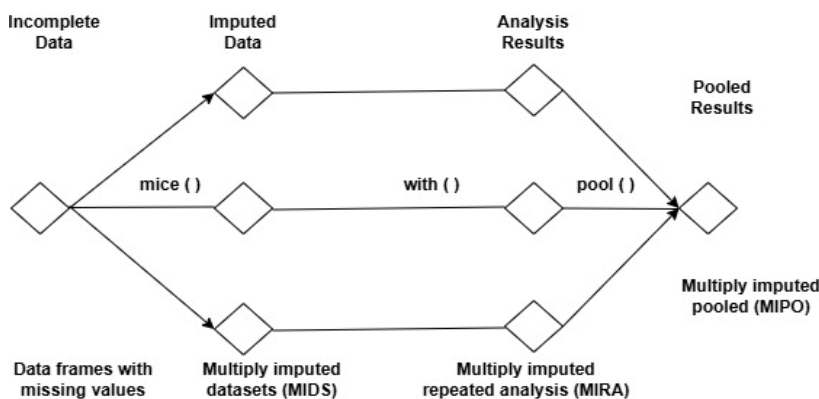 Incomplete
Data
Imputed
Data
Analysis
Results
Pooled
Results
mice ( )
with ( )
pool ( )
Data frames with
missing values
Multiply imputed
datasets (MIDS)
Multiply imputed
repeated analysis (MIRA)
Multiply imputed
pooled (MIPO)